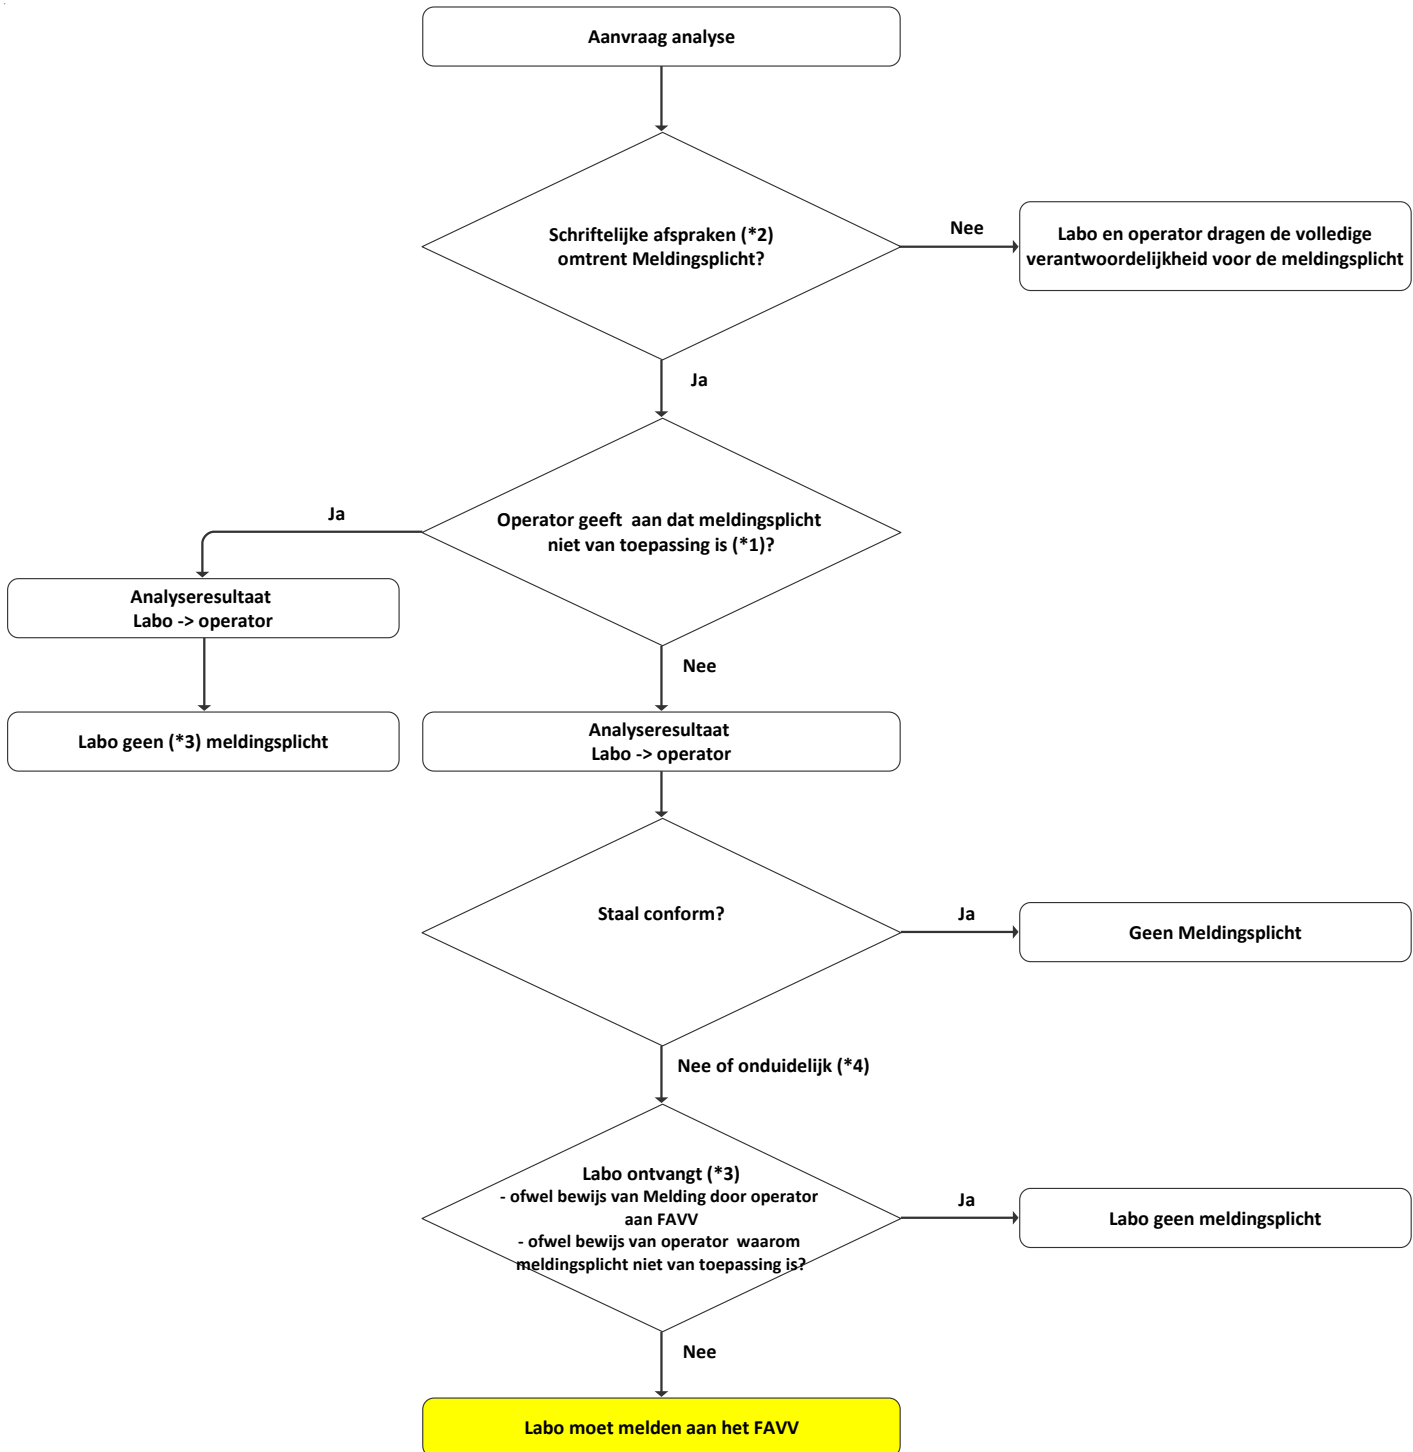 Aanvraag analyse
Schriftelijke afspraken (*2)
omtrent Meldingsplicht?
Nee
Labo en operator dragen de volledige
verantwoordelijkheid voor de meldingsplicht
Ja
Operator geeft  aan dat meldingsplicht
niet van toepassing is (*1)?
Ja
Analyseresultaat
Labo -> operator
Labo geen (*3) meldingsplicht
Nee
Analyseresultaat
Labo -> operator
Staal conform?
Ja
Geen Meldingsplicht
Nee of onduidelijk (*4)
Labo ontvangt (*3)
- ofwel bewijs van Melding door operator
aan FAVV
- ofwel bewijs van operator  waarom
meldingsplicht niet van toepassing is?
Ja
Labo geen meldingsplicht
Nee
Labo moet melden aan het FAVV